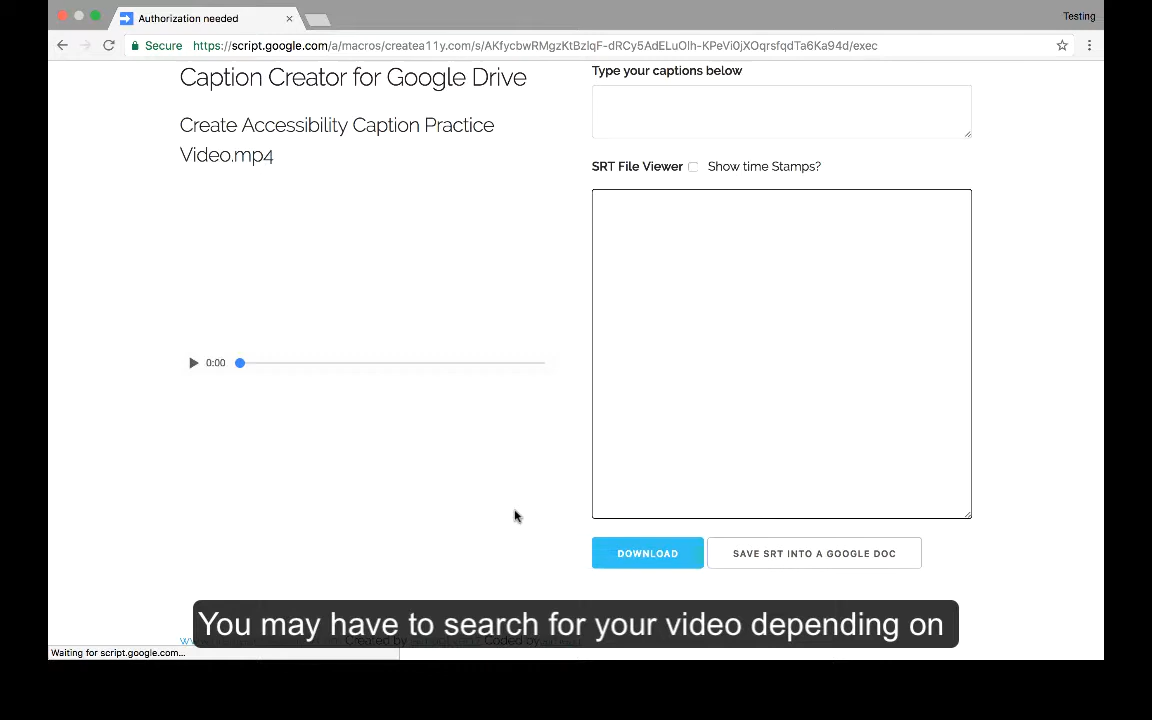 Authorization needed
Testing
Secure https://script.google.com/a/macros/createa11y.com/s/AKfycbwRMgzKtBzlqF-dRCy5AdELuOlh-KPeVi0jXOqrsfqdTa6Ka94d/exec
Caption Creator for Google Drive
Create Accessibility Caption Practice
Video.mp4
0:00
Type your captions below
SRT File Viewer Show time Stamps?
DOWNLOAD SAVE SRT INTO A GOOGLE DOC
You may have to search for your video depending on
Waiting for script.google.com...